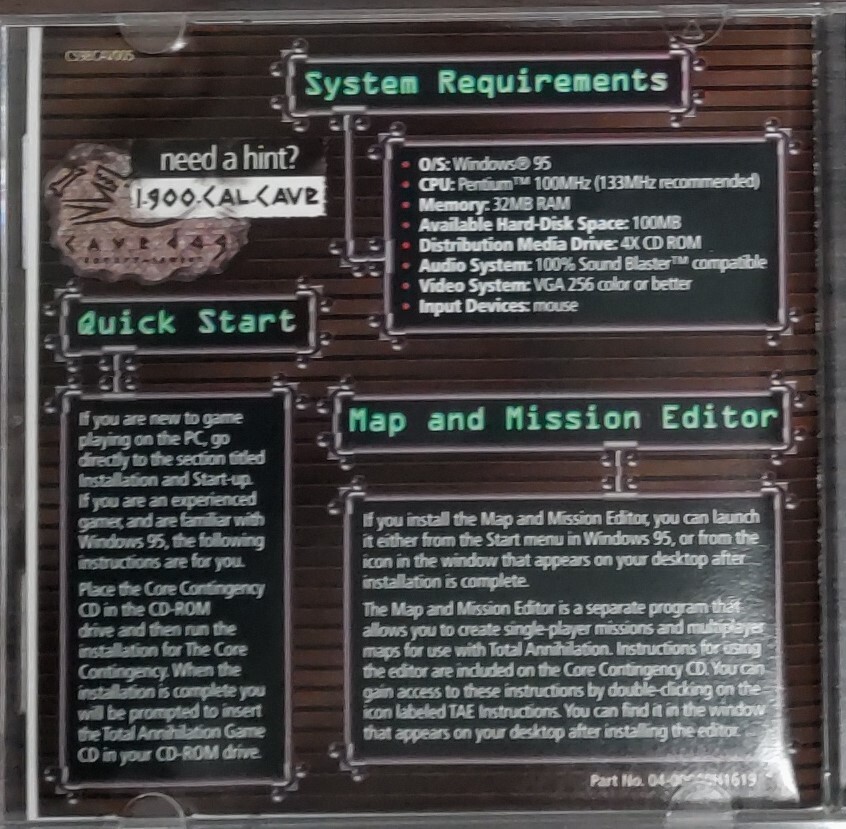 CS98CAV005
System Requirements
need a hint?
1-900-CAL-CAVE
CAVEDOG
ENTERTAINMENT
• O/S: Windows® 95
• CPU: Pentium™ 100MHz (133MHz recommended)
• Memory: 32MB RAM
• Available Hard-Disk Space: 100MB
• Distribution Media Drive: 4X CD ROM
• Audio System: 100% Sound Blaster™ compatible
• Video System: VGA 256 color or better
• Input Devices: mouse
Quick Start
If you are new to game
playing on the PC, go
directly to the section titled
Installation and Start-up.
If you are an experienced
gamer, and are familiar with
Windows 95, the following
instructions are for you.
Place the Core Contingency
CD in the CD-ROM
drive and then run the
installation for The Core
Contingency. When the
installation is complete you
will be prompted to insert
the Total Annihilation Game
CD in your CD-ROM drive.
Map and Mission Editor
If you install the Map and Mission Editor, you can launch
it either from the Start menu in Windows 95, or from the
icon in the window that appears on your desktop after
installation is complete.
The Map and Mission Editor is a separate program that
allows you to create single-player missions and multiplayer
maps for use with Total Annihilation. Instructions for using
the editor are included on the Core Contingency CD. You can
gain access to these instructions by double-clicking on the
icon labeled TAE Instructions. You can find it in the window
that appears on your desktop after installing the editor.
Part No.